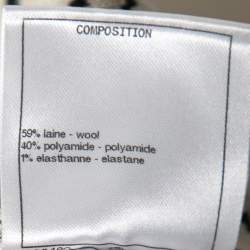 COMPOSITION
59% laine - wool
40% polyamide - polyamide
1% elasthanne - elastane